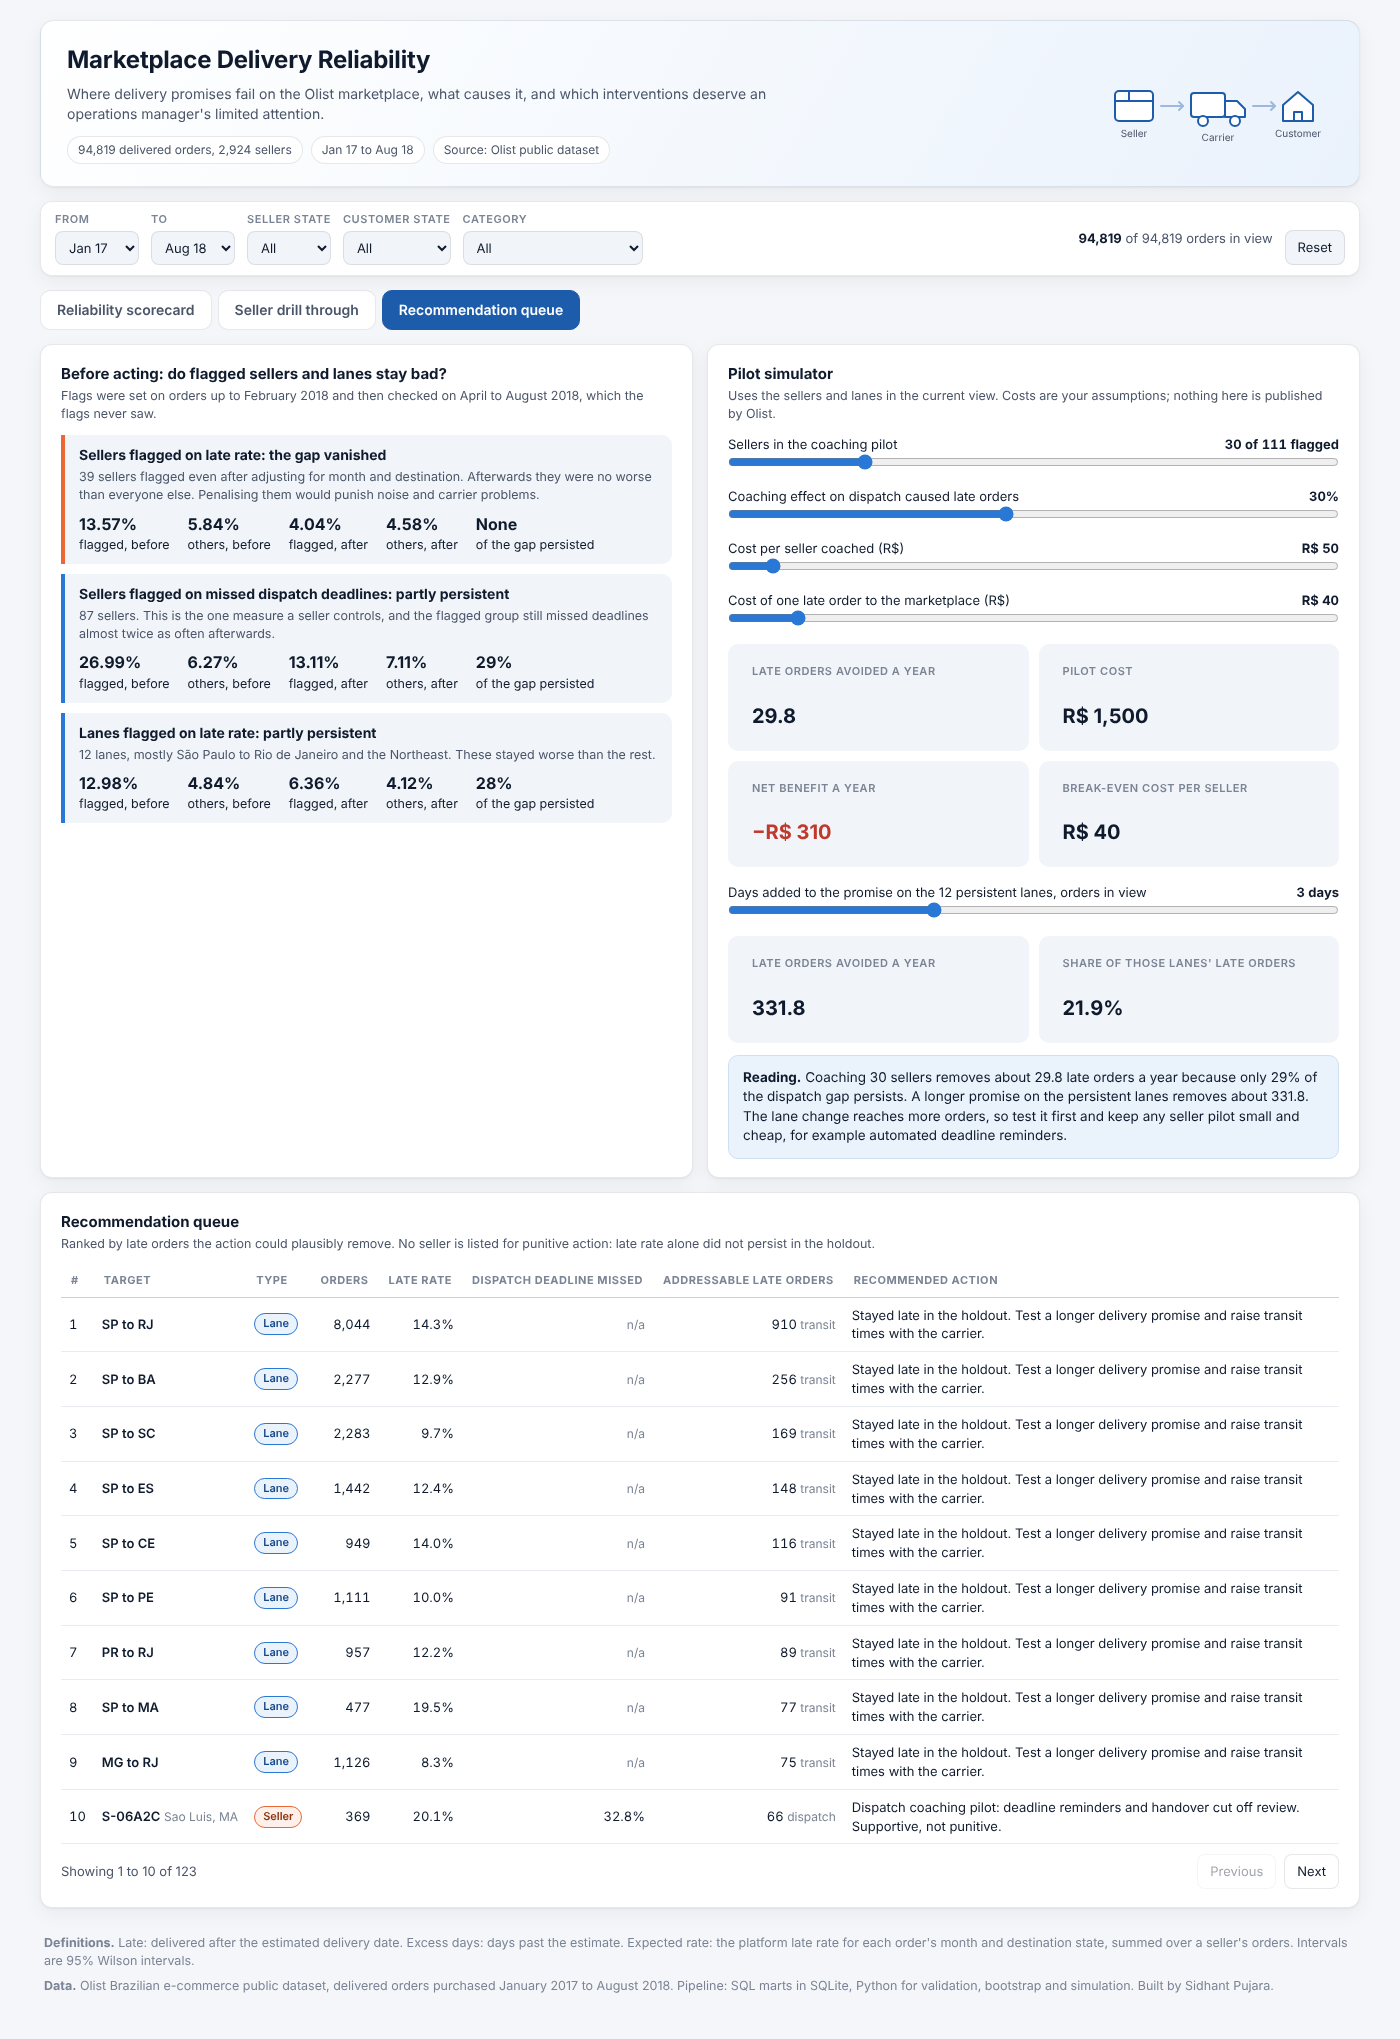 Marketplace Delivery Reliability
Where delivery promises fail on the Olist marketplace, what causes it, and which interventions deserve an
operations manager's limited attention.
94,819 delivered orders, 2,924 sellers
Jan 17 to Aug 18
Source: Olist public dataset
Seller
Carrier
Customer
FROM
TO
SELLER STATE
CUSTOMER STATE
CATEGORY
Jan 17
Aug 18
All
All
All
94,819 of 94,819 orders in view
Reset
Reliability scorecard
Seller drill through
Recommendation queue
Before acting: do flagged sellers and lanes stay bad?
Flags were set on orders up to February 2018 and then checked on April to August 2018, which the
flags never saw.
Sellers flagged on late rate: the gap vanished
39 sellers flagged even after adjusting for month and destination. Afterwards they were no worse
than everyone else. Penalising them would punish noise and carrier problems.
13.57% 5.84% 4.04% 4.58% None
flagged, before others, before flagged, after others, after of the gap persisted
Sellers flagged on missed dispatch deadlines: partly persistent
87 sellers. This is the one measure a seller controls, and the flagged group still missed deadlines
almost twice as often afterwards.
26.99% 6.27% 13.11% 7.11% 29%
flagged, before others, before flagged, after others, after of the gap persisted
Lanes flagged on late rate: partly persistent
12 lanes, mostly São Paulo to Rio de Janeiro and the Northeast. These stayed worse than the rest.
12.98% 4.84% 6.36% 4.12% 28%
flagged, before others, before flagged, after others, after of the gap persisted
Pilot simulator
Uses the sellers and lanes in the current view. Costs are your assumptions; nothing here is published
by Olist.
Sellers in the coaching pilot 30 of 111 flagged
Coaching effect on dispatch caused late orders 30%
Cost per seller coached (R$) R$ 50
Cost of one late order to the marketplace (R$) R$ 40
LATE ORDERS AVOIDED A YEAR
29.8
PILOT COST
R$ 1,500
NET BENEFIT A YEAR
−R$ 310
BREAK-EVEN COST PER SELLER
R$ 40
Days added to the promise on the 12 persistent lanes, orders in view 3 days
LATE ORDERS AVOIDED A YEAR
331.8
SHARE OF THOSE LANES' LATE ORDERS
21.9%
Reading. Coaching 30 sellers removes about 29.8 late orders a year because only 29% of
the dispatch gap persists. A longer promise on the persistent lanes removes about 331.8.
The lane change reaches more orders, so test it first and keep any seller pilot small and
cheap, for example automated deadline reminders.
Recommendation queue
Ranked by late orders the action could plausibly remove. No seller is listed for punitive action: late rate alone did not persist in the holdout.
# TARGET TYPE ORDERS LATE RATE DISPATCH DEADLINE MISSED ADDRESSABLE LATE ORDERS RECOMMENDED ACTION
1 SP to RJ Lane 8,044 14.3% n/a 910 transit Stayed late in the holdout. Test a longer delivery promise and raise transit
times with the carrier.
2 SP to BA Lane 2,277 12.9% n/a 256 transit Stayed late in the holdout. Test a longer delivery promise and raise transit
times with the carrier.
3 SP to SC Lane 2,283 9.7% n/a 169 transit Stayed late in the holdout. Test a longer delivery promise and raise transit
times with the carrier.
4 SP to ES Lane 1,442 12.4% n/a 148 transit Stayed late in the holdout. Test a longer delivery promise and raise transit
times with the carrier.
5 SP to CE Lane 949 14.0% n/a 116 transit Stayed late in the holdout. Test a longer delivery promise and raise transit
times with the carrier.
6 SP to PE Lane 1,111 10.0% n/a 91 transit Stayed late in the holdout. Test a longer delivery promise and raise transit
times with the carrier.
7 PR to RJ Lane 957 12.2% n/a 89 transit Stayed late in the holdout. Test a longer delivery promise and raise transit
times with the carrier.
8 SP to MA Lane 477 19.5% n/a 77 transit Stayed late in the holdout. Test a longer delivery promise and raise transit
times with the carrier.
9 MG to RJ Lane 1,126 8.3% n/a 75 transit Stayed late in the holdout. Test a longer delivery promise and raise transit
times with the carrier.
10 S-06A2C Sao Luis, MA Seller 369 20.1% 32.8% 66 dispatch Dispatch coaching pilot: deadline reminders and handover cut off review.
Supportive, not punitive.
Showing 1 to 10 of 123
Previous
Next
Definitions. Late: delivered after the estimated delivery date. Excess days: days past the estimate. Expected rate: the platform late rate for each order's month and destination state, summed over a seller's orders. Intervals
are 95% Wilson intervals.
Data. Olist Brazilian e-commerce public dataset, delivered orders purchased January 2017 to August 2018. Pipeline: SQL marts in SQLite, Python for validation, bootstrap and simulation. Built by Sidhant Pujara.